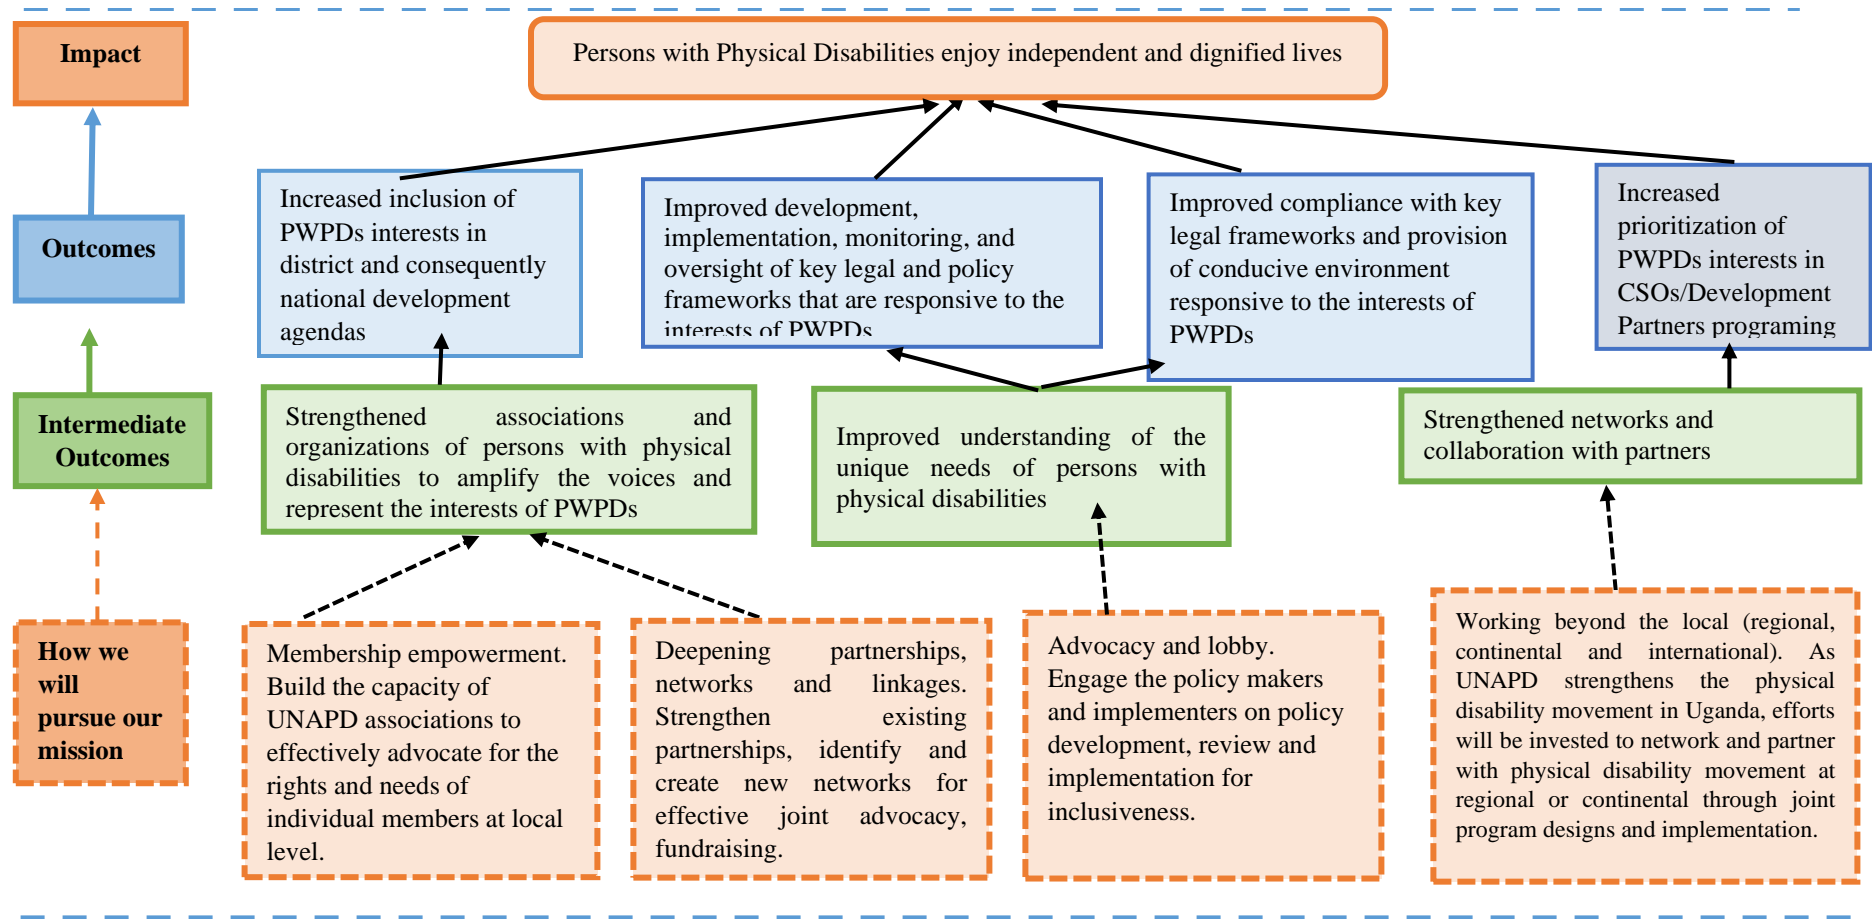 Impact
Persons with Physical Disabilities enjoy independent and dignified lives
Outcomes
Increased inclusion of
PWPDs interests in
district and consequently
national development
agendas
Improved development,
implementation, monitoring, and
oversight of key legal and policy
frameworks that are responsive to the
interests of PWPDs
Improved compliance with key
legal frameworks and provision
of conducive environment
responsive to the interests of
PWPDs
Increased
prioritization of
PWPDs interests in
CSOs/Development
Partners programing
Intermediate
Outcomes
Strengthened associations and
organizations of persons with physical
disabilities to amplify the voices and
represent the interests of PWPDs
Improved understanding of the
unique needs of persons with
physical disabilities
Strengthened networks and
collaboration with partners
How we
will
pursue our
mission
Membership empowerment.
Build the capacity of
UNAPD associations to
effectively advocate for the
rights and needs of
individual members at local
level.
Deepening partnerships,
networks and linkages.
Strengthen existing
partnerships, identify and
create new networks for
effective joint advocacy,
fundraising.
Advocacy and lobby.
Engage the policy makers
and implementers on policy
development, review and
implementation for
inclusiveness.
Working beyond the local (regional,
continental and international). As
UNAPD strengthens the physical
disability movement in Uganda, efforts
will be invested to network and partner
with physical disability movement at
regional or continental through joint
program designs and implementation.